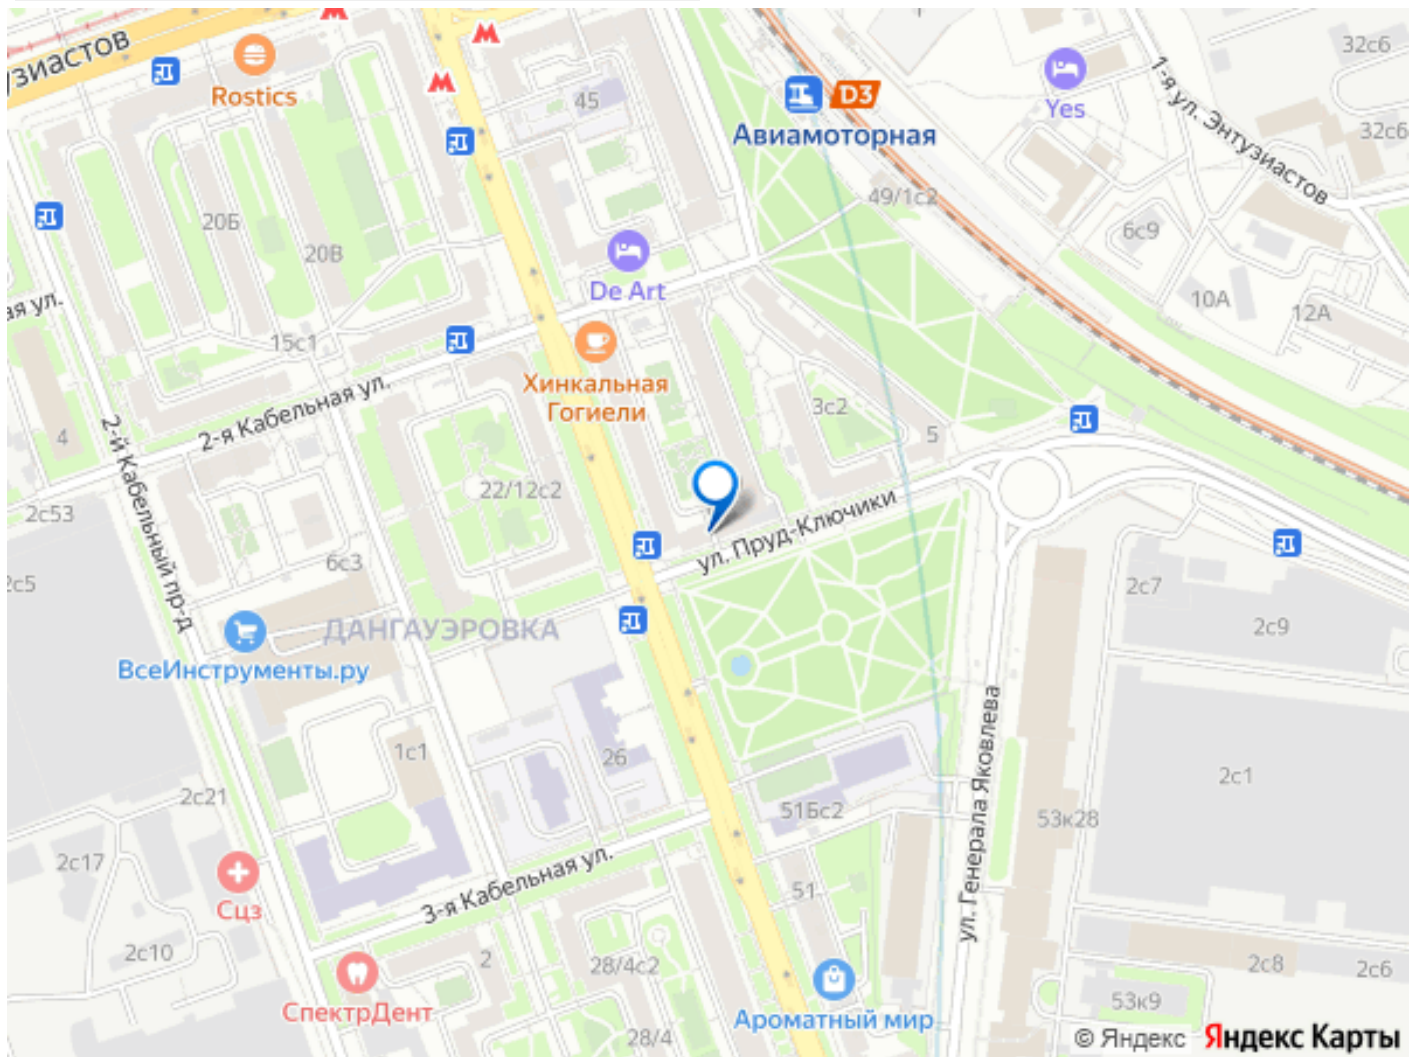 узиастов
Rostics
45
D3
Авиамоторная
Yes
32с6
1-я ул. Энтузиастов
32с6
49/1с2
20Б
20В
6с9
De Art
10А
12А
ая ул.
15с1
Хинкальная
Гогиели
2-я Кабельная ул.
3с2
5
4
2-й Кабельный пр-д
22/12с2
2с53
ул. Пруд-Ключики
6с3
2с5
2с7
2с9
ДАНГАУЭРОВКА
ВсеИнструменты.ру
1с1
26
2с1
2с21
51Бс2
53к28
ул. Генерала Яковлева
2с17
3-я Кабельная ул.
51
Сцз
2с10
2
28/4с2
2с8
2с6
СпектрДент
53к9
Ароматный мир
28/4
© Яндекс Яндекс Карты